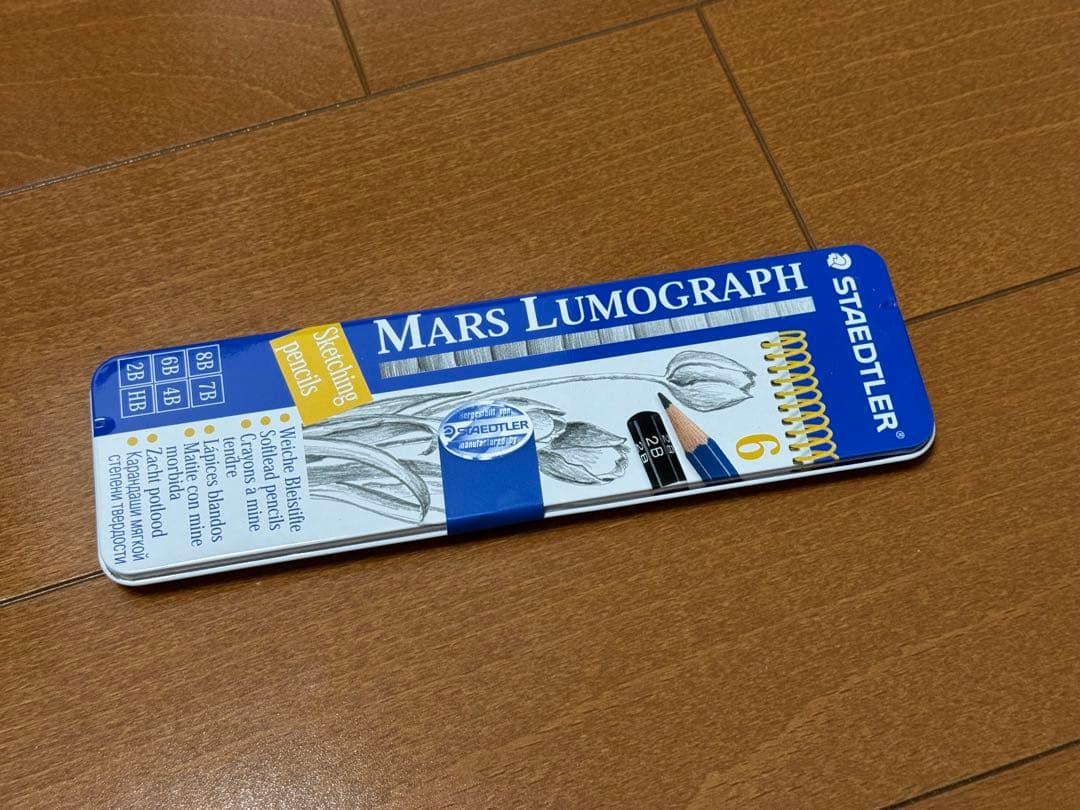 MARS LUMOGRAPH
STAEDTLER®
Sketching
pencils
8B 7B
6B 4B
2B HB
• Weiche Bleistifte
• Softlead pencils
• Crayons à mine
tendre
• Lápices blandos
• Matite con mine
morbida
• Zacht potlood
• Карандаши мягкой
степени твердости
Hergestellt von
STAEDTLER
manufactured by
2B
2B
6